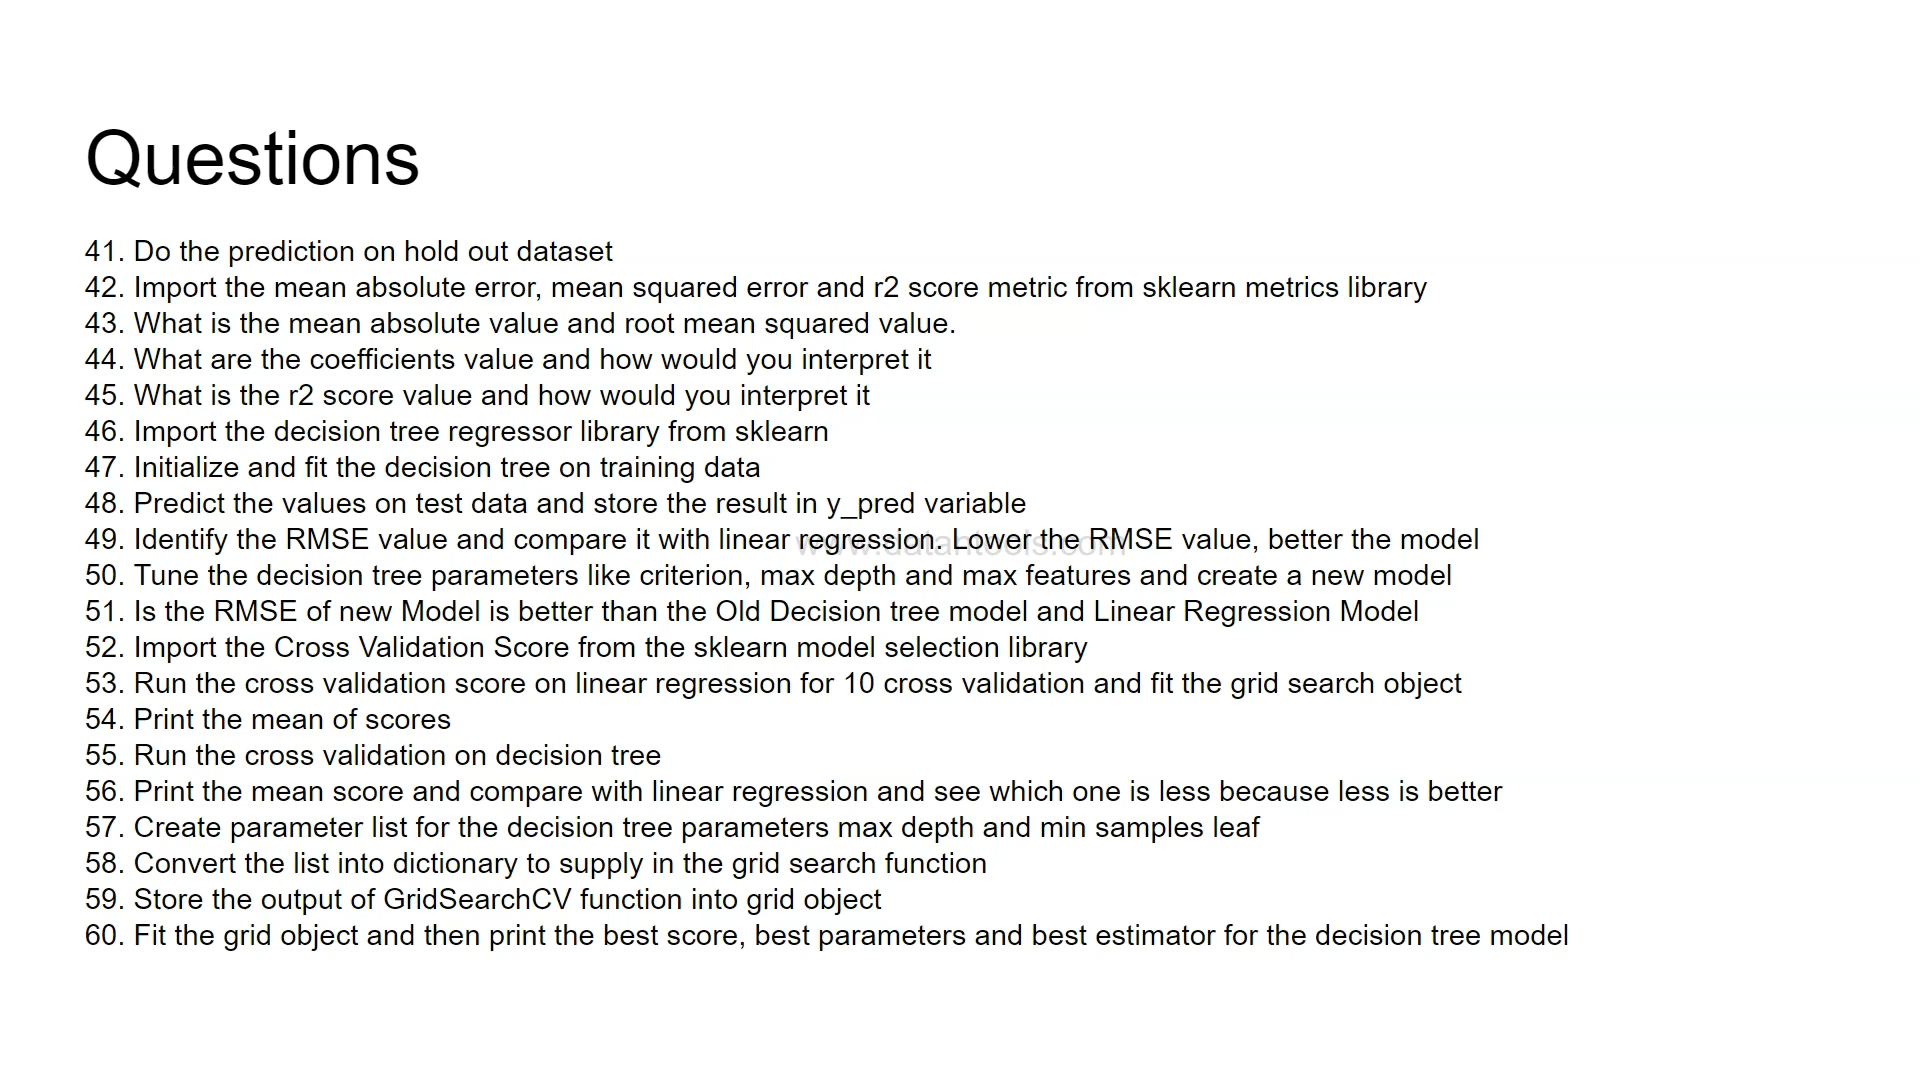 Questions
41. Do the prediction on hold out dataset
42. Import the mean absolute error, mean squared error and r2 score metric from sklearn metrics library
43. What is the mean absolute value and root mean squared value.
44. What are the coefficients value and how would you interpret it
45. What is the r2 score value and how would you interpret it
46. Import the decision tree regressor library from sklearn
47. Initialize and fit the decision tree on training data
48. Predict the values on test data and store the result in y_pred variable
49. Identify the RMSE value and compare it with linear regression. Lower the RMSE value, better the model
www.datahtools.com
50. Tune the decision tree parameters like criterion, max depth and max features and create a new model
51. Is the RMSE of new Model is better than the Old Decision tree model and Linear Regression Model
52. Import the Cross Validation Score from the sklearn model selection library
53. Run the cross validation score on linear regression for 10 cross validation and fit the grid search object
54. Print the mean of scores
55. Run the cross validation on decision tree
56. Print the mean score and compare with linear regression and see which one is less because less is better
57. Create parameter list for the decision tree parameters max depth and min samples leaf
58. Convert the list into dictionary to supply in the grid search function
59. Store the output of GridSearchCV function into grid object
60. Fit the grid object and then print the best score, best parameters and best estimator for the decision tree model